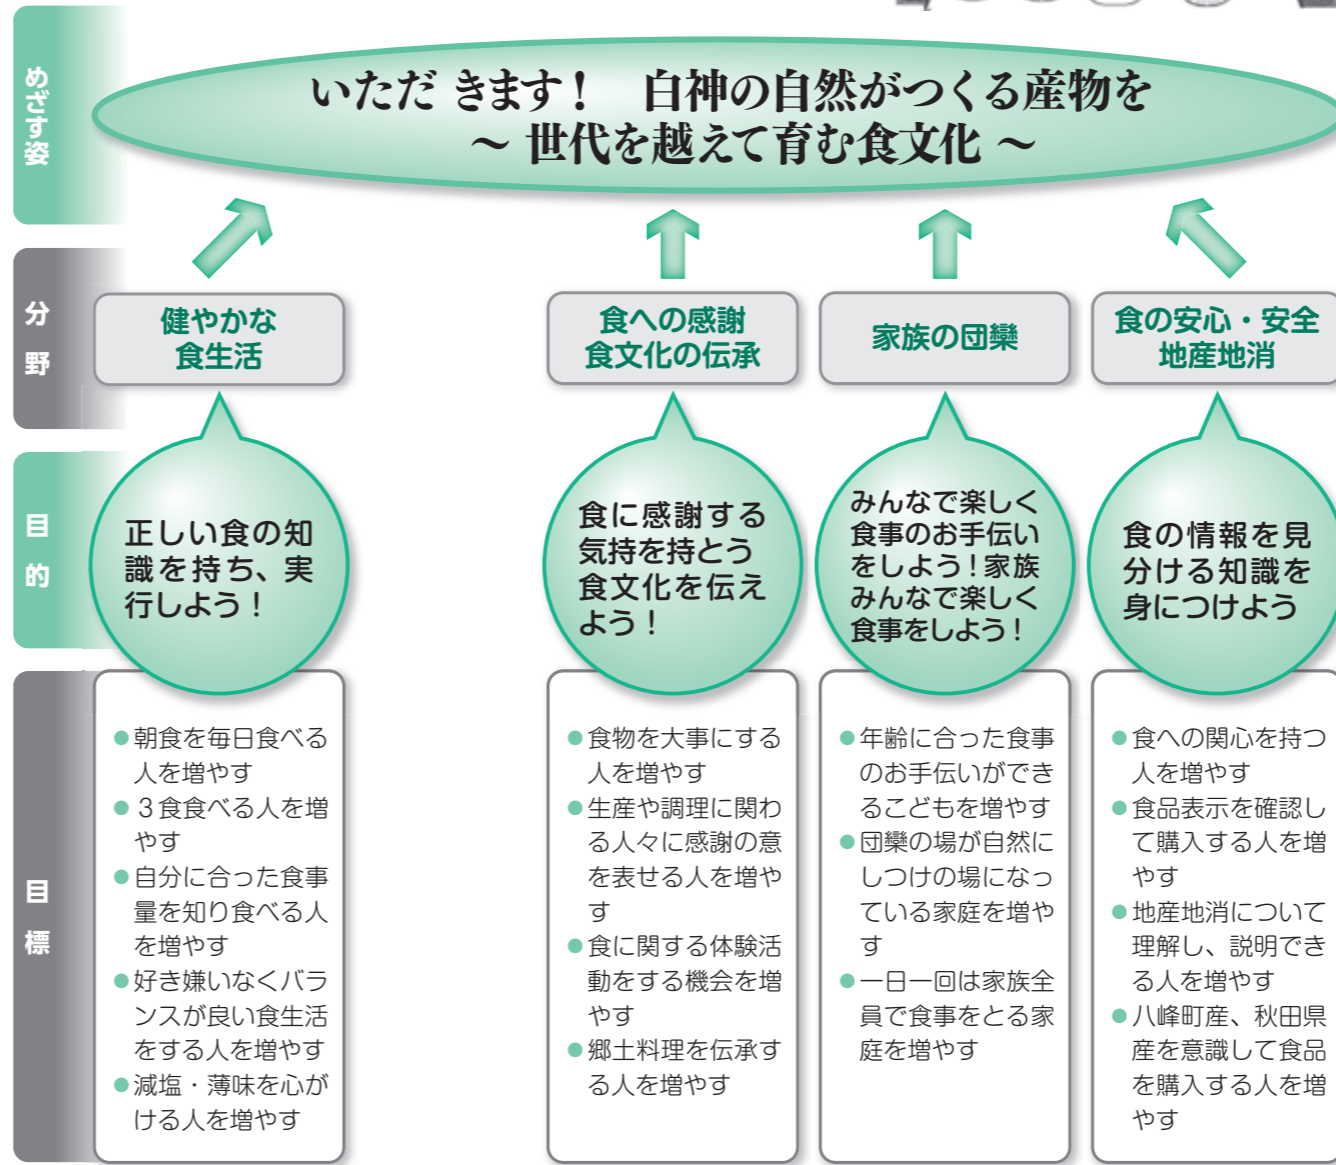 めざす姿
いただきます！　白神の自然がつくる産物を
～ 世代を越えて育む食文化 ～
分野
健やかな
食生活
食への感謝
食文化の伝承
家族の団欒
食の安心・安全
地産地消
目的
正しい食の知
識を持ち、実
行しよう！
食に感謝する
気持を持とう
食文化を伝え
よう！
みんなで楽しく
食事のお手伝い
をしよう！家族
みんなで楽しく
食事をしよう！
食の情報を見
分ける知識を
身につけよう
目標
●朝食を毎日食べる
人を増やす
●３食食べる人を増
やす
●自分に合った食事
量を知り食べる人
を増やす
●好き嫌いなくバラ
ンスが良い食生活
をする人を増やす
●減塩・薄味を心が
ける人を増やす
●食物を大事にする
人を増やす
●生産や調理に関わ
る人々に感謝の意
を表せる人を増や
す
●食に関する体験活
動をする機会を増
やす
●郷土料理を伝承す
る人を増やす
●年齢に合った食事
のお手伝いができ
るこどもを増やす
●団欒の場が自然に
しつけの場になっ
ている家庭を増や
す
●一日一回は家族全
員で食事をとる家
庭を増やす
●食への関心を持つ
人を増やす
●食品表示を確認し
て購入する人を増
やす
●地産地消について
理解し、説明でき
る人を増やす
●八峰町産、秋田県
産を意識して食品
を購入する人を増
やす